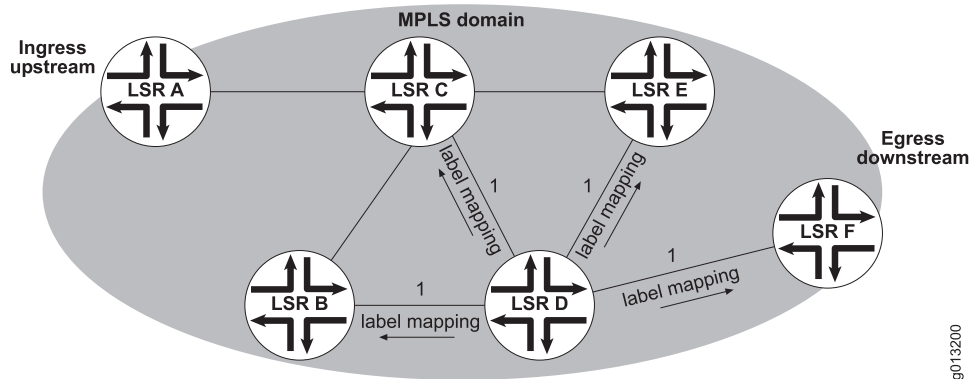 MPLS domain
Ingress
upstream
LSR A
LSR C
LSR E
Egress
downstream
label mapping
1
1
label mapping
LSR F
1
label mapping
LSR B
1
label mapping
LSR D
g013200